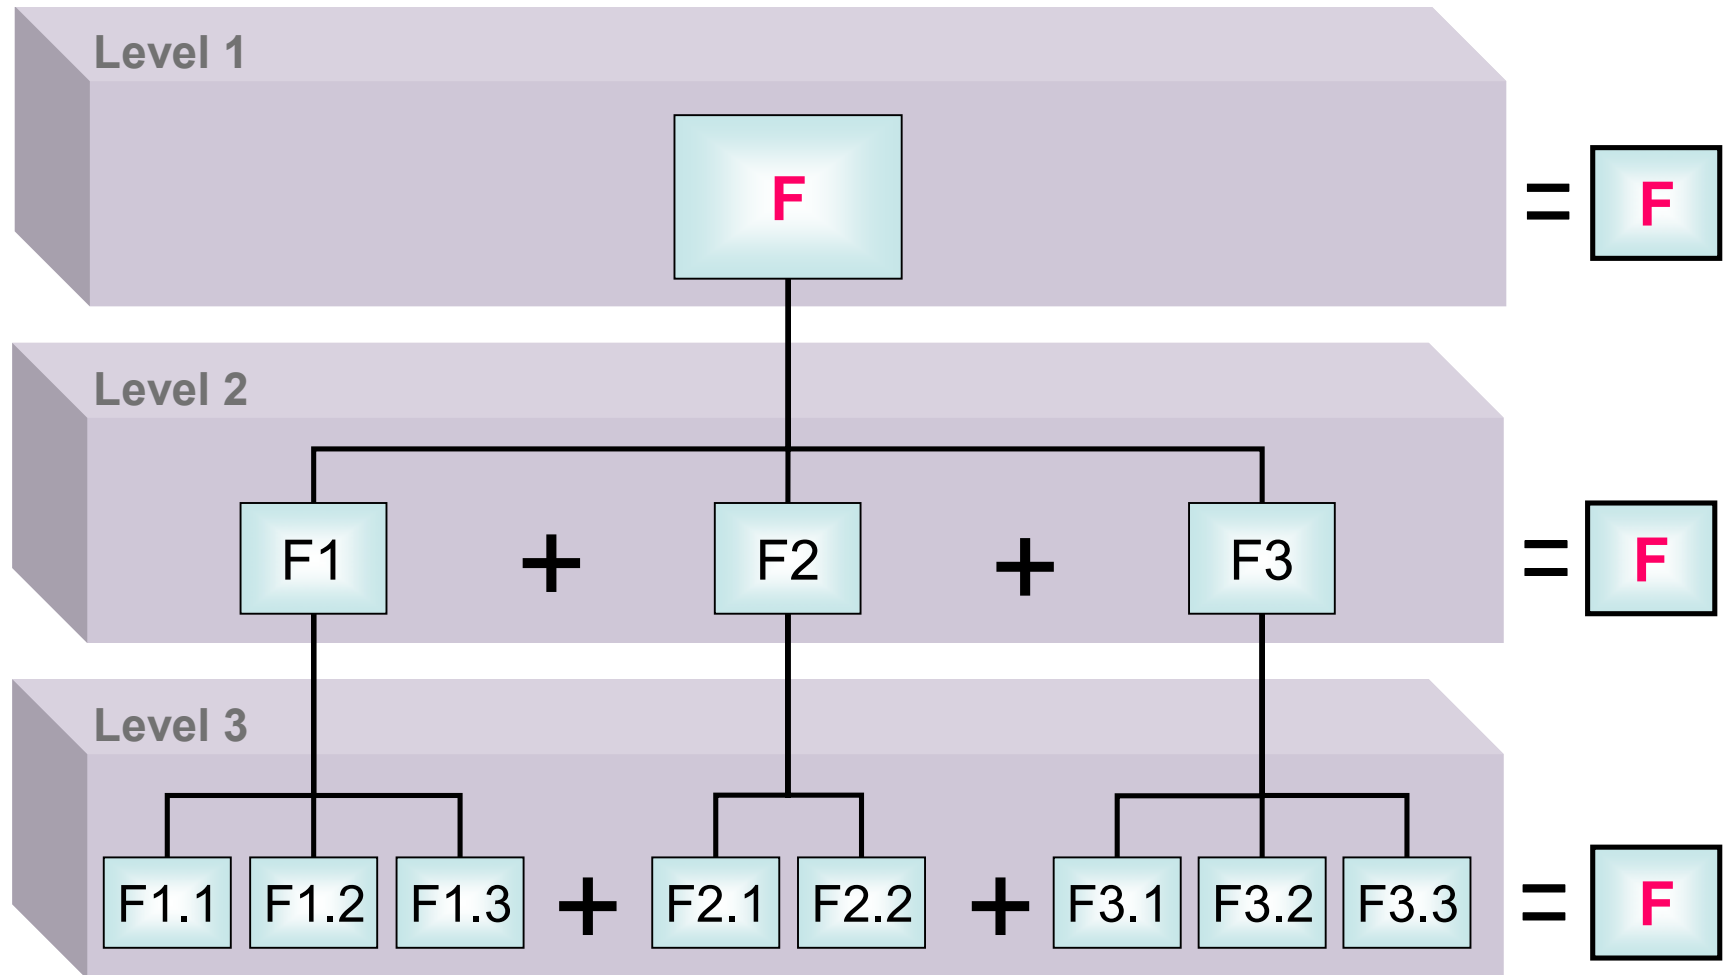 Level 1
F = F
Level 2
F1 + F2 + F3 = F
Level 3
F1.1 F1.2 F1.3 + F2.1 F2.2 + F3.1 F3.2 F3.3 = F